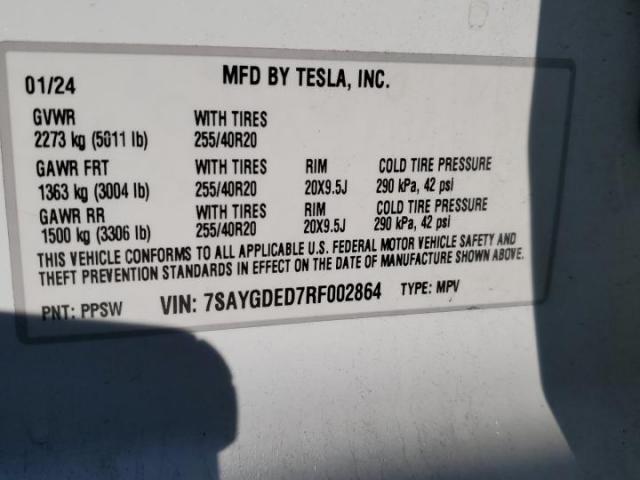 01/24 MFD BY TESLA, INC.
GVWR WITH TIRES
2273 kg (5011 lb) 255/40R20
GAWR FRT WITH TIRES RIM COLD TIRE PRESSURE
1363 kg (3004 lb) 255/40R20 20X9.5J 290 kPa, 42 psi
GAWR RR WITH TIRES RIM COLD TIRE PRESSURE
1500 kg (3306 lb) 255/40R20 20X9.5J 290 kPa, 42 psi
THIS VEHICLE CONFORMS TO ALL APPLICABLE U.S. FEDERAL MOTOR VEHICLE SAFETY AND
THEFT PREVENTION STANDARDS IN EFFECT ON THE DATE OF MANUFACTURE SHOWN ABOVE.
PNT: PPSW VIN: 7SAYGDED7RF002864 TYPE: MPV